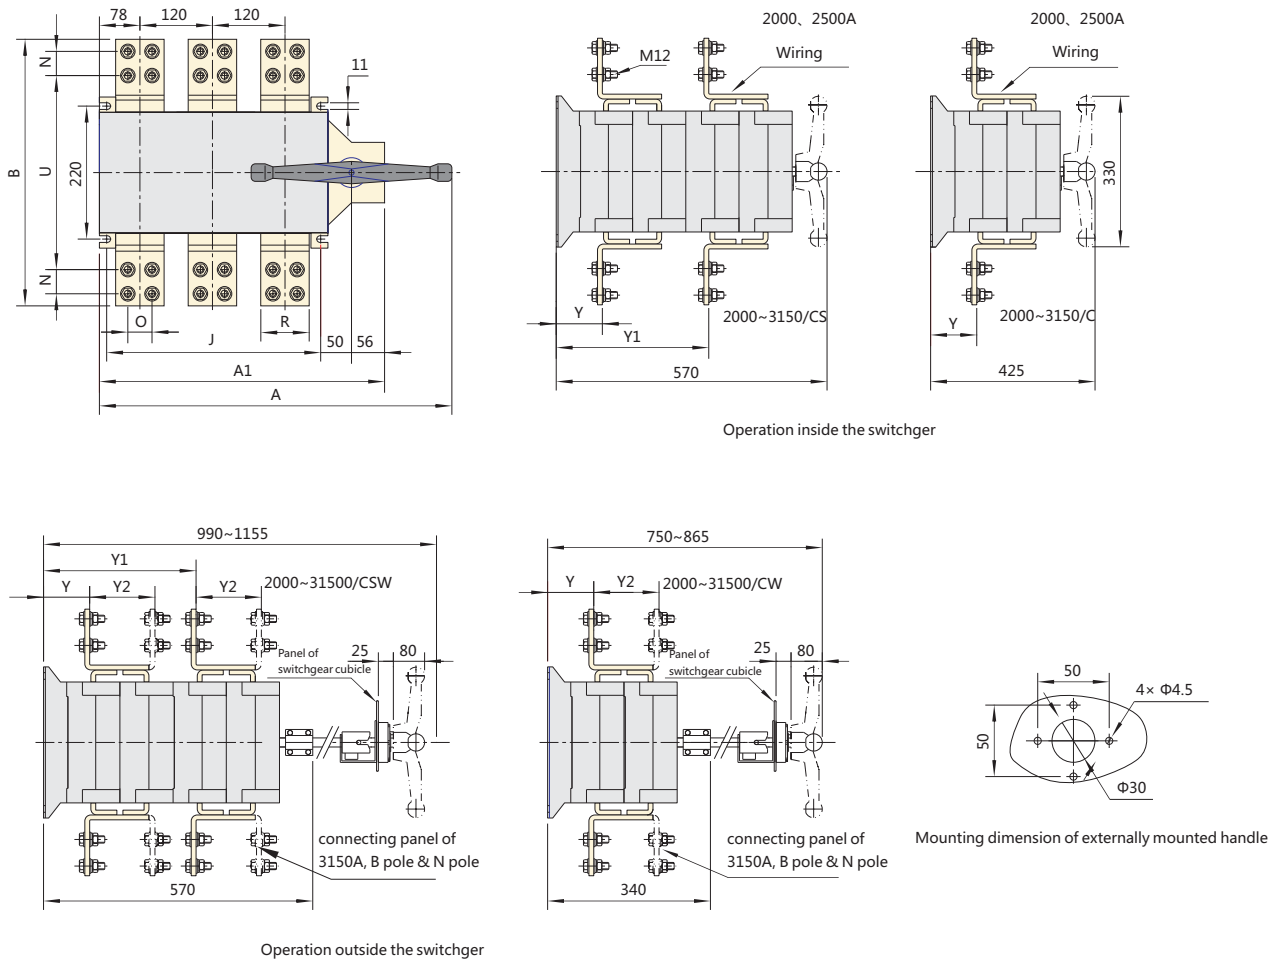 78
120
120
N
B
U
220
11
N
O
R
J
50
56
A1
A
2000、2500A
Wiring
M12
Y
2000~3150/CS
Y1
570
2000、2500A
Wiring
330
Y
2000~3150/C
425
Operation inside the switchger
990~1155
Y1
Y
Y2
Y2
2000~31500/CSW
Panel of
switchgear cubicle
25
80
connecting panel of
3150A, B pole & N pole
570
750~865
Y
Y2
2000~31500/CW
Panel of
switchgear cubicle
25
80
connecting panel of
3150A, B pole & N pole
340
50
4× Φ4.5
50
Φ30
Mounting dimension of externally mounted handle
Operation outside the switchger